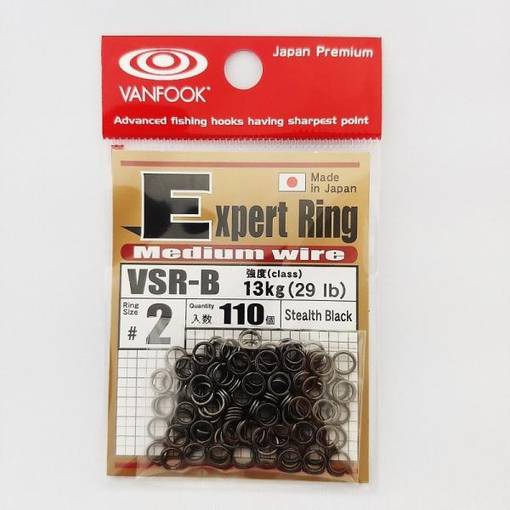 Japan Premium
VANFOOK
Advanced fishing hooks having sharpest point
Made
in Japan
Expert Ring
Medium wire
VSR-B 強度(class)
13kg(29 lb)
Ring
Size
#2
Quantity
入数 110個
Stealth Black